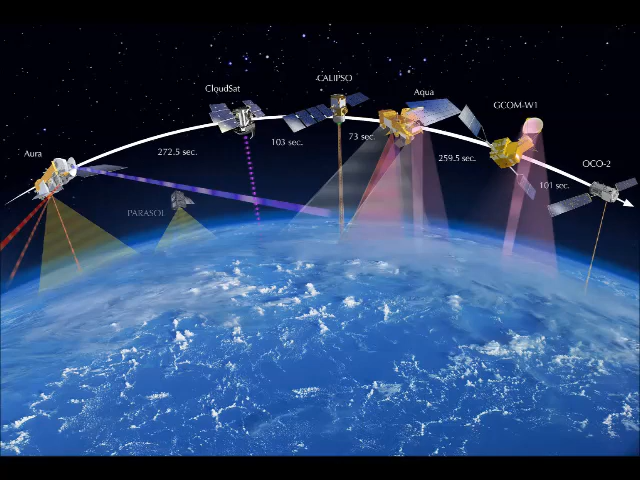 CALIPSO
CloudSat
Aqua
GCOM-W1
73 sec.
103 sec.
272.5 sec.
Aura
259.5 sec.
OCO-2
101 sec.
PARASOL